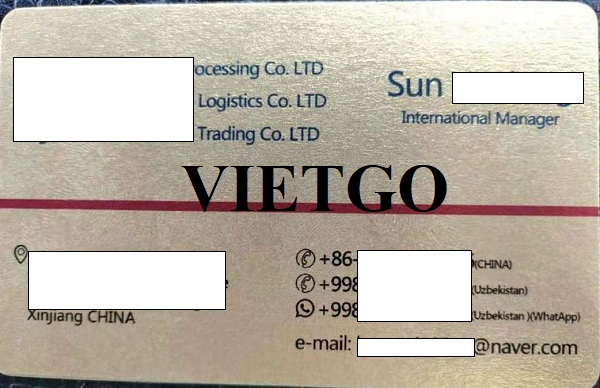 ocessing Co. LTD
Logistics Co. LTD
Trading Co. LTD
Sun
International Manager
VIETGO
Xinjiang CHINA
+86- (CHINA)
+998 (Uzbekistan)
+998 (Uzbekistan )(WhatApp)
e-mail: @naver.com